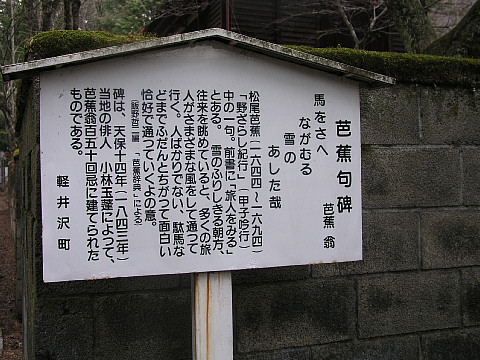 芭蕉句碑
芭蕉翁
馬をさへ
ながむる
雪の
あした哉
松尾芭蕉(一六四四〜一六九四)
「野ざらし紀行」(甲子吟行)
中の一句。前書に「旅人をみる」
とある。 雪のふりしきる朝方、
往来を眺めていると、多くの旅
人がさまざまな風をして通って
行く。人ばかりでない、駄馬な
どまでふだんとちがって面白い
恰好で通っていくよの意。
(飯野哲二編「芭蕉辞典」による)
碑は、天保十四年(一八四三年)
当地の俳人 小林玉蓬によって、
芭蕉翁百五十回忌に建てられた
ものである。
軽井沢町